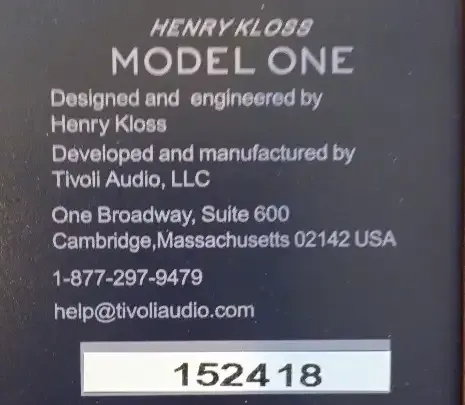 HENRY KLOSS
MODEL ONE
Designed and engineered by
Henry Kloss
Developed and manufactured by
Tivoli Audio, LLC
One Broadway, Suite 600
Cambridge,Massachusetts 02142 USA
1-877-297-9479
help@tivoliaudio.com
152418